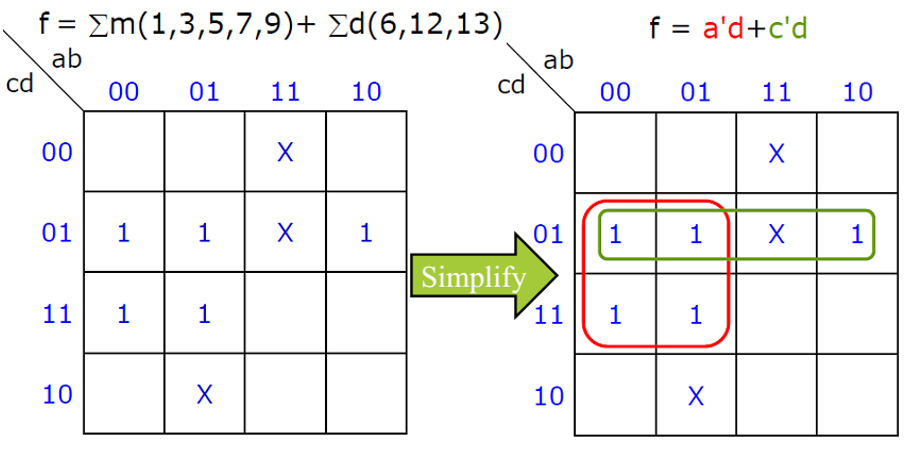 f = ∑m(1,3,5,7,9)+ ∑d(6,12,13)
ab
cd
00 01 11 10
00 X
01 1 1 X 1
11 1 1
10 X
Simplify
f = a'd+c'd
ab
cd
00 01 11 10
00 X
01 1 1 X 1
11 1 1
10 X